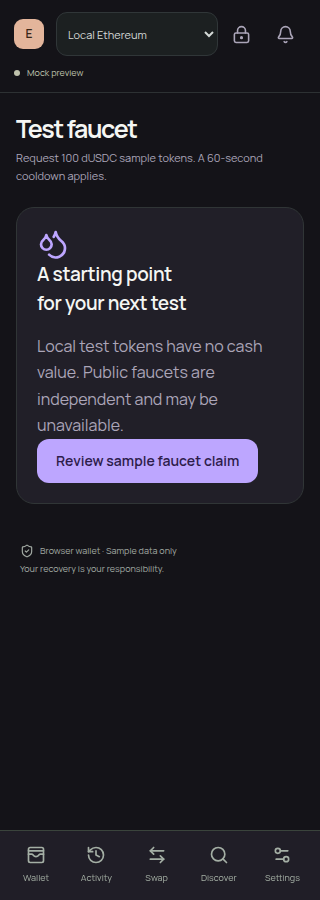 E
Local Ethereum
Mock preview
Test faucet
Request 100 dUSDC sample tokens. A 60-second
cooldown applies.
A starting point
for your next test
Local test tokens have no cash
value. Public faucets are
independent and may be
unavailable.
Review sample faucet claim
Browser wallet · Sample data only
Your recovery is your responsibility.
Wallet
Activity
Swap
Discover
Settings